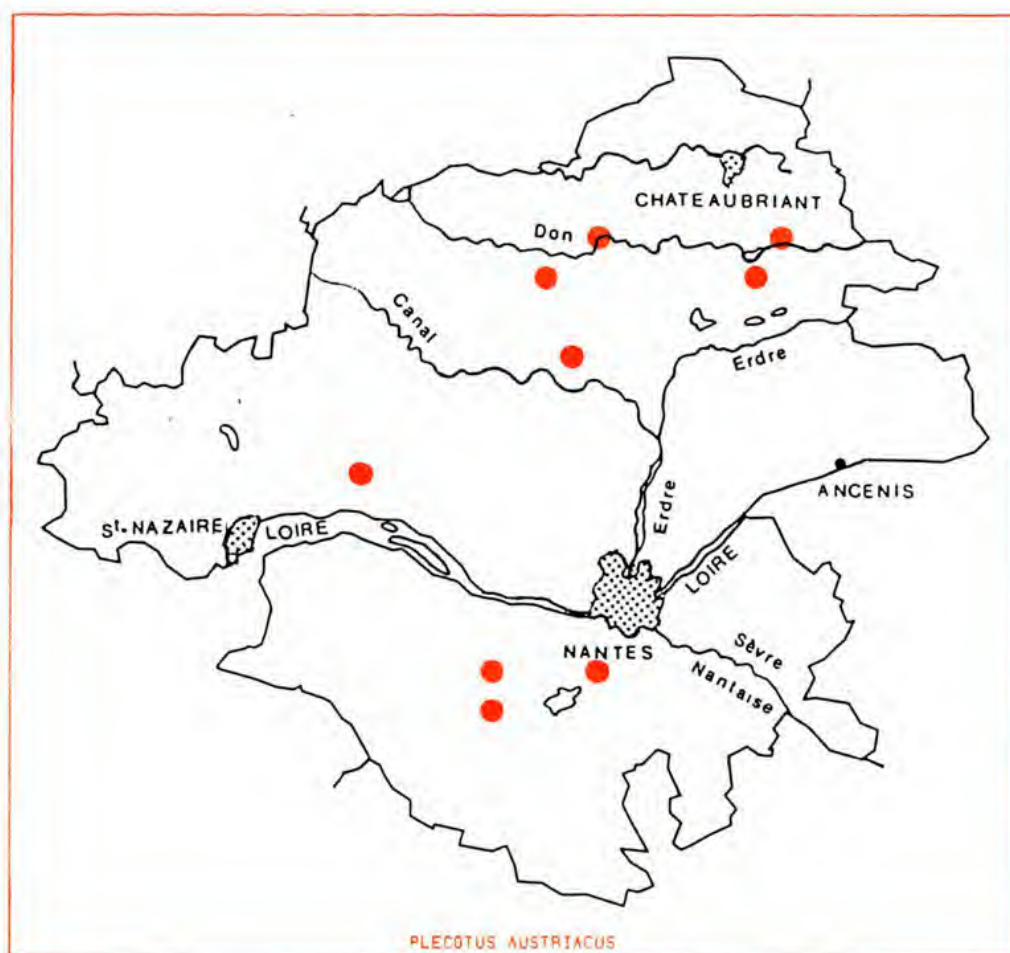 CHATEAUBRIANT
Don
Canal
Erdre
ANCENIS
Erdre
St-NAZAIRE
LOIRE
LOIRE
NANTES
Sèvre
Nantaise
PLECOTUS AUSTRIACUS